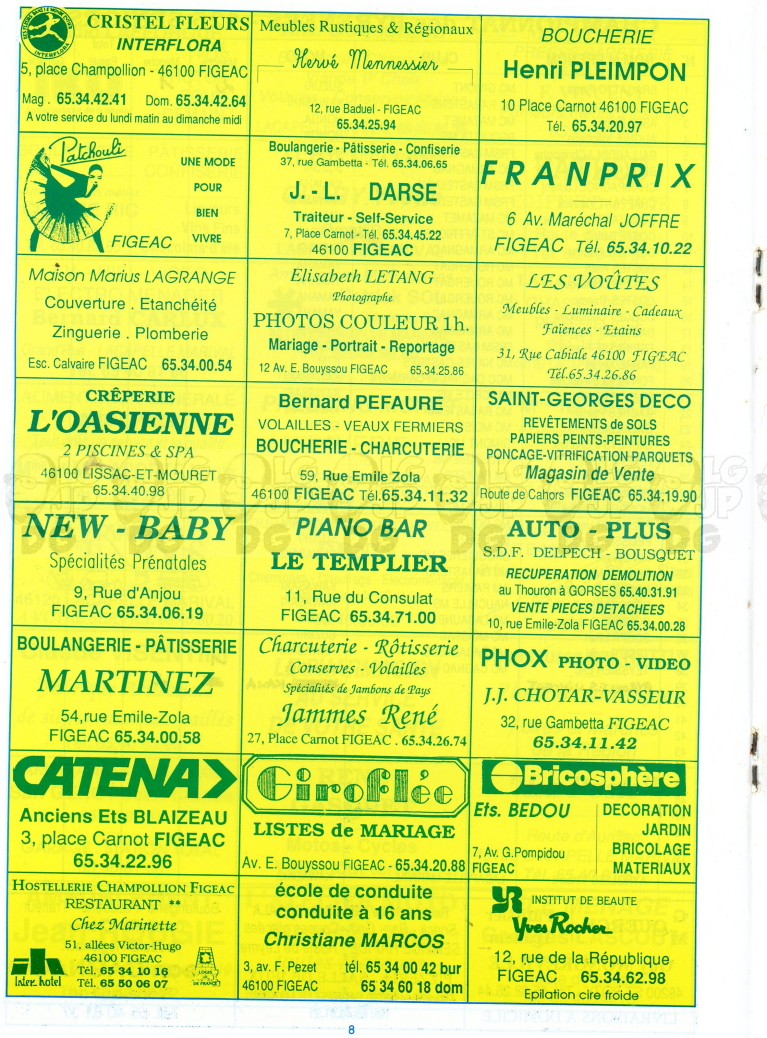 CRISTEL FLEURS
INTERFLORA
5, place Champollion - 46100 FIGEAC
Mag. 65.34.42.41 Dom. 65.34.42.64
A votre service du lundi matin au dimanche midi
Meubles Rustiques & Régionaux
Hervé Mennessier
12, rue Baduel - FIGEAC
65.34.25.94
BOUCHERIE
Henri PLEIMPON
10 Place Carnot 46100 FIGEAC
Tél. 65.34.20.97
Patchouli
UNE MODE
POUR
BIEN
VIVRE
FIGEAC
Boulangerie - Pâtisserie - Confiserie
37, rue Gambetta - Tél. 65.34.06.65
J.-L. DARSE
Traiteur - Self-Service
7, Place Carnot - Tél. 65.34.45.22
46100 FIGEAC
FRANPRIX
6 Av. Maréchal JOFFRE
FIGEAC Tél. 65.34.10.22
Maison Marius LAGRANGE
Couverture . Etanchéité
Zinguerie . Plomberie
Esc. Calvaire FIGEAC 65.34.00.54
Elisabeth LETANG
Photographe
PHOTOS COULEUR 1h.
Mariage - Portrait - Reportage
12 Av. E. Bouyssou FIGEAC 65.34.25.86
LES VOÛTES
Meubles - Luminaire - Cadeaux
Faïences - Etains
31, Rue Cabiale 46100 FIGEAC
Tél.65.34.26.86
CRÊPERIE
L'OASIENNE
2 PISCINES & SPA
46100 LISSAC-ET-MOURET
65.34.40.98
Bernard PEFAURE
VOLAILLES - VEAUX FERMIERS
BOUCHERIE - CHARCUTERIE
59, Rue Emile Zola
46100 FIGEAC Tél.65.34.11.32
SAINT-GEORGES DECO
REVÊTEMENTS de SOLS
PAPIERS PEINTS-PEINTURES
PONCAGE-VITRIFICATION PARQUETS
Magasin de Vente
Route de Cahors FIGEAC 65.34.19.90
NEW - BABY
Spécialités Prénatales
9, Rue d'Anjou
FIGEAC 65.34.06.19
PIANO BAR
LE TEMPLIER
11, Rue du Consulat
FIGEAC 65.34.71.00
AUTO - PLUS
S.D.F. DELPECH - BOUSQUET
RECUPERATION DEMOLITION
au Thouron à GORSES 65.40.31.91
VENTE PIECES DETACHEES
10, rue Emile-Zola FIGEAC 65.34.00.28
BOULANGERIE - PÂTISSERIE
MARTINEZ
54,rue Emile-Zola
FIGEAC 65.34.00.58
Charcuterie - Rôtisserie
Conserves - Volailles
Spécialités de Jambons de Pays
Jammes René
27, Place Carnot FIGEAC . 65.34.26.74
PHOX PHOTO - VIDEO
J.J. CHOTAR-VASSEUR
32, rue Gambetta FIGEAC
65.34.11.42
CATENA
Anciens Ets BLAIZEAU
3, place Carnot FIGEAC
65.34.22.96
Giroflée
LISTES de MARIAGE
Av. E. Bouyssou FIGEAC - 65.34.20.88
Bricosphère
Ets. BEDOU
7, Av. G.Pompidou
FIGEAC
DECORATION
JARDIN
BRICOLAGE
MATERIAUX
HOSTELLERIE CHAMPOLLION FIGEAC
RESTAURANT **
Chez Marinette
51, allées Victor-Hugo
46100 FIGEAC
Tél. 65 34 10 16
Tél. 65 50 06 07
Inter hotel
LOGIS
DE FRANCE
école de conduite
conduite à 16 ans
Christiane MARCOS
3, av. F. Pezet tél. 65 34 00 42 bur
46100 FIGEAC 65 34 60 18 dom
YR INSTITUT DE BEAUTE
Yves Rocher
12, rue de la République
FIGEAC 65.34.62.98
Epilation cire froide
8